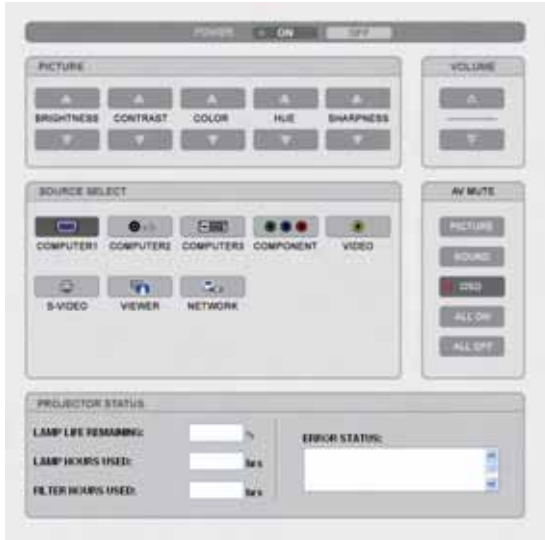 POWER ON OFF
PICTURE
BRIGHTNESS CONTRAST COLOR HUE SHARPNESS
VOLUME
SOURCE SELECT
COMPUTER1 COMPUTER2 COMPUTER3 COMPONENT VIDEO
S-VIDEO VIEWER NETWORK
AV MUTE
PICTURE
SOUND
OSD
ALL ON
ALL OFF
PROJECTOR STATUS
LAMP LIFE REMAINING: %
LAMP HOURS USED: hrs
FILTER HOURS USED: hrs
ERROR STATUS: